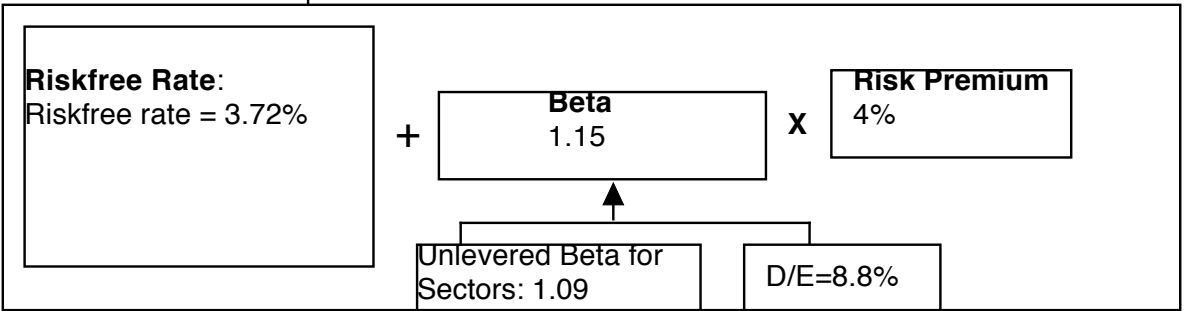 Riskfree Rate:
Riskfree rate = 3.72%
+
Beta
1.15
X
Risk Premium
4%
Unlevered Beta for
Sectors: 1.09
D/E=8.8%